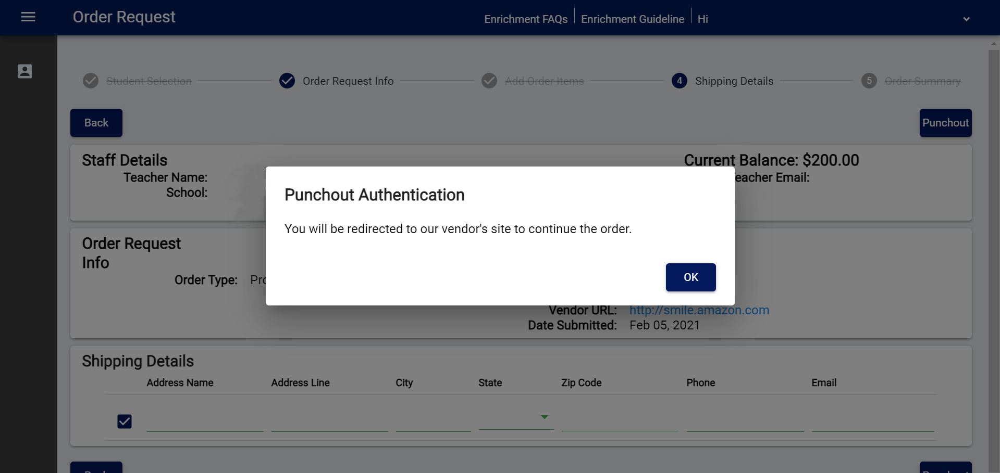 Order Request
Enrichment FAQs
Enrichment Guideline
Hi
Student Selection
Order Request Info
Add Order Items
4
Shipping Details
5
Order Summary
Back
Punchout
Staff Details
Current Balance: $200.00
Teacher Name:
eacher Email:
School:
Punchout Authentication
You will be redirected to our vendor's site to continue the order.
OK
Order Request
Info
Order Type:
Vendor URL: http://smile.amazon.com
Date Submitted: Feb 05, 2021
Shipping Details
Address Name
Address Line
City
State
Zip Code
Phone
Email